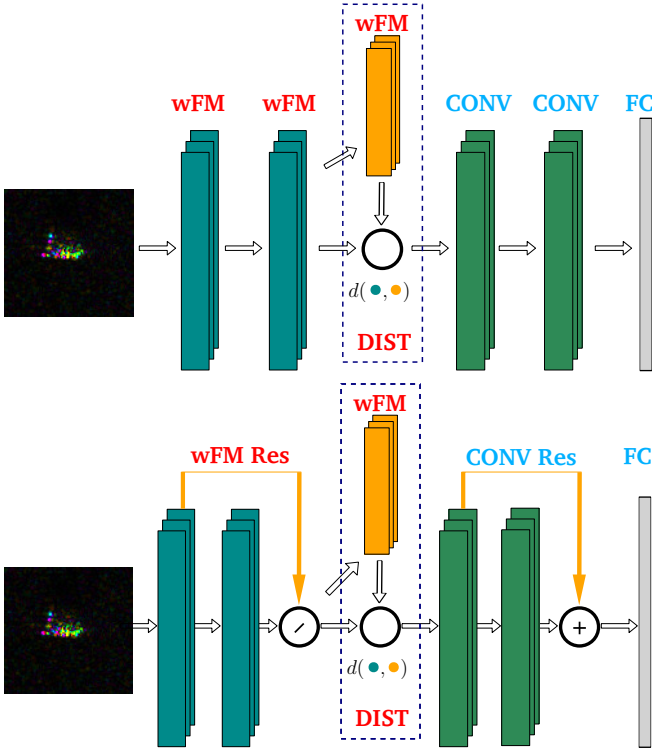 wFM
wFM wFM CONV CONV FC
d( , )
DIST
wFM
wFM Res CONV Res FC
+
d( , )
DIST